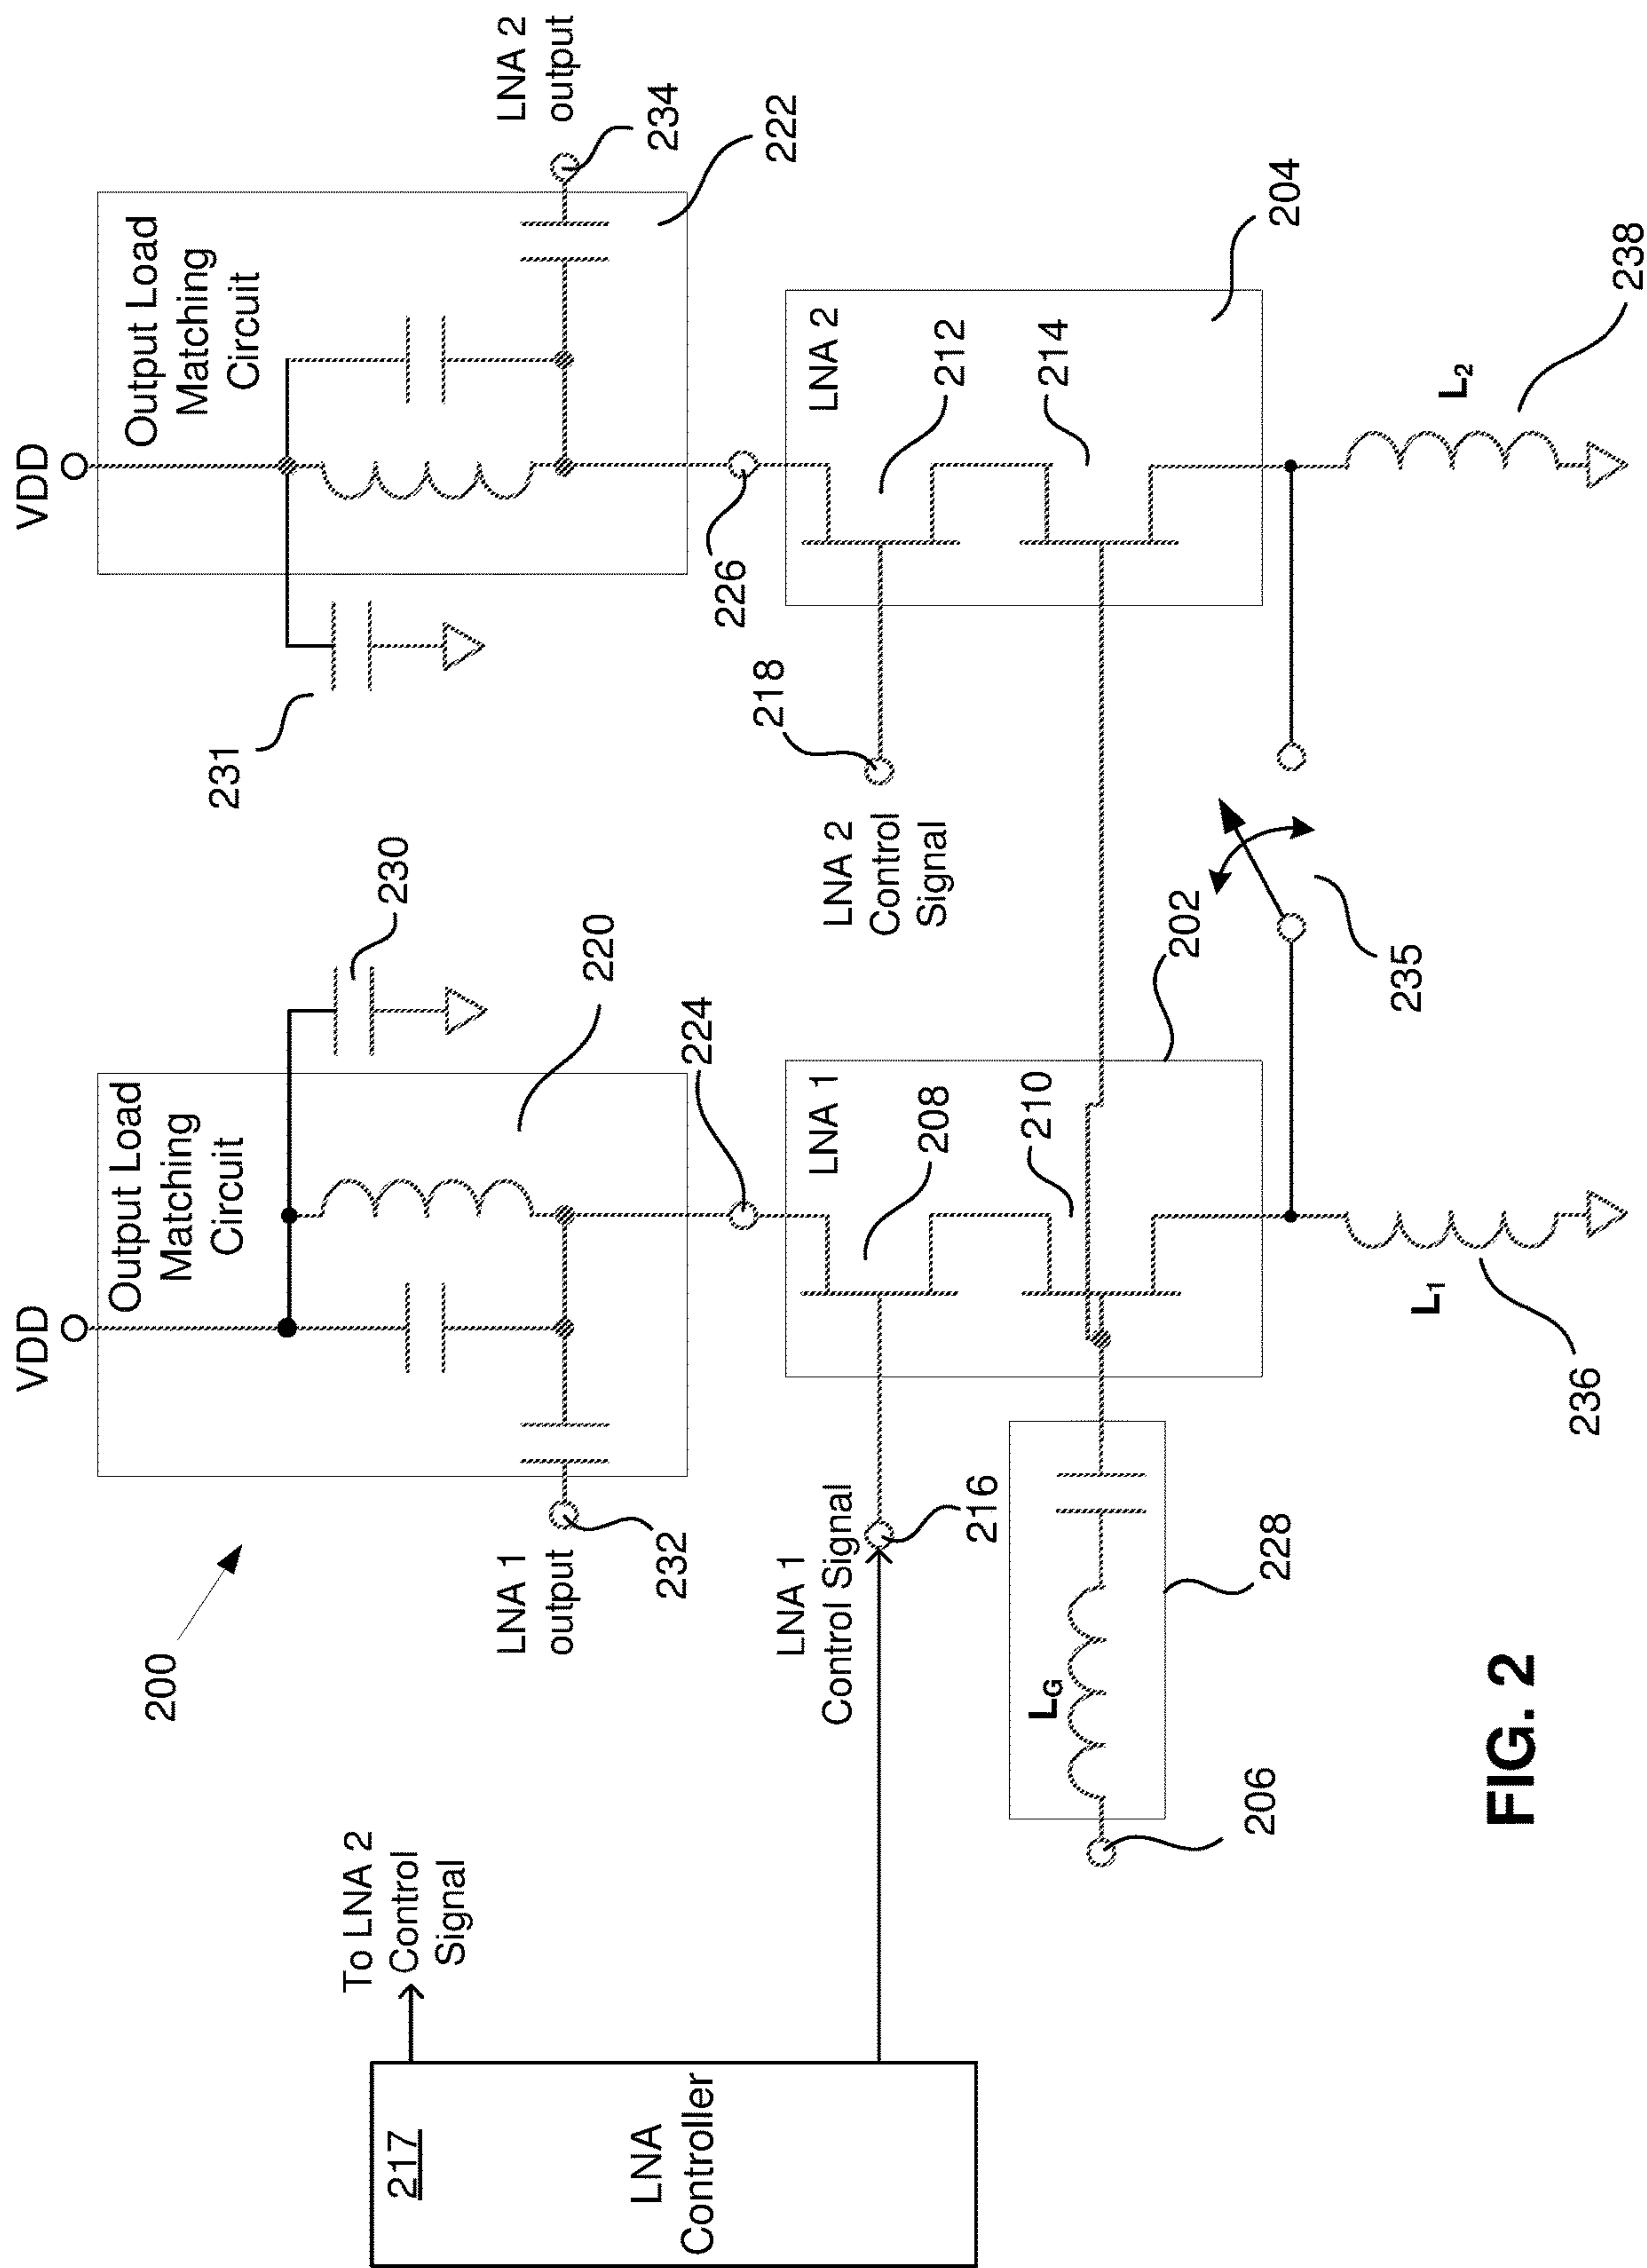 200
VDD
Output Load
Matching
Circuit
230
220
LNA 1
output
232
224
VDD
Output Load
Matching
Circuit
231
LNA 2
output
234
222
226
217
LNA
Controller
To LNA 2
Control
Signal
LNA 1
Control Signal
216
LNA 1
208
210
202
LNA 2
Control
Signal
218
LNA 2
212
214
204
206
LG
228
L1
236
235
L2
238
FIG. 2